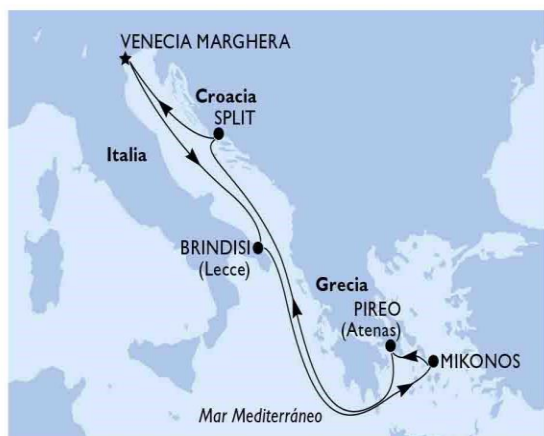 VENECIA MARGHERA
Croacia
SPLIT
Italia
BRINDISI
(Lecce)
Grecia
PIREO
(Atenas)
MIKONOS
Mar Mediterráneo